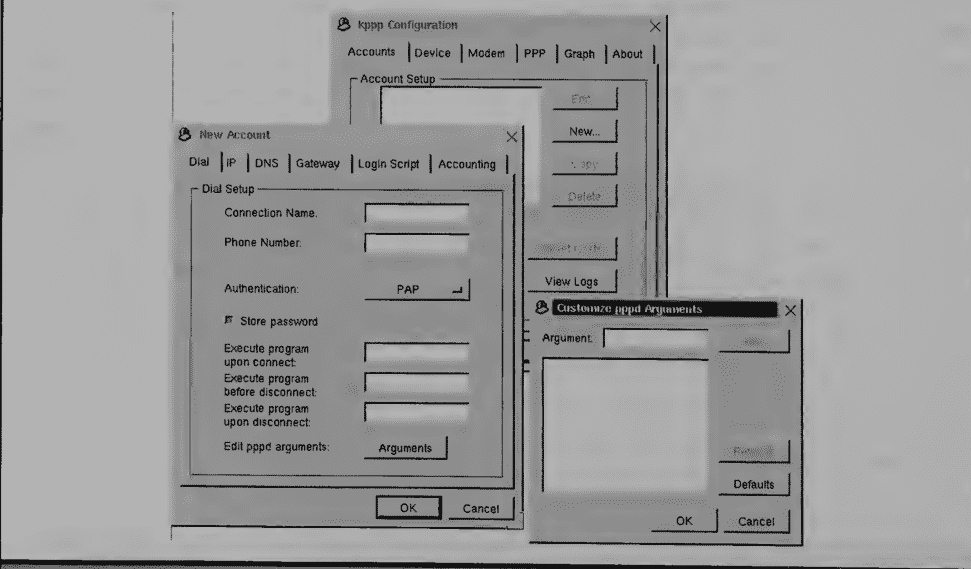 kppp Configuration
Accounts Device Modem PPP Graph About
Account Setup
New...
Delete
View Logs
New Account
Dial IP DNS Gateway Login Script Accounting
Dial Setup
Connection Name:
Phone Number:
Authentication: PAP
Store password
Execute program
upon connect:
Execute program
before disconnect:
Execute program
upon disconnect:
Edit pppd arguments: Arguments
OK Cancel
Customize pppd Arguments
Argument:
Defaults
OK Cancel